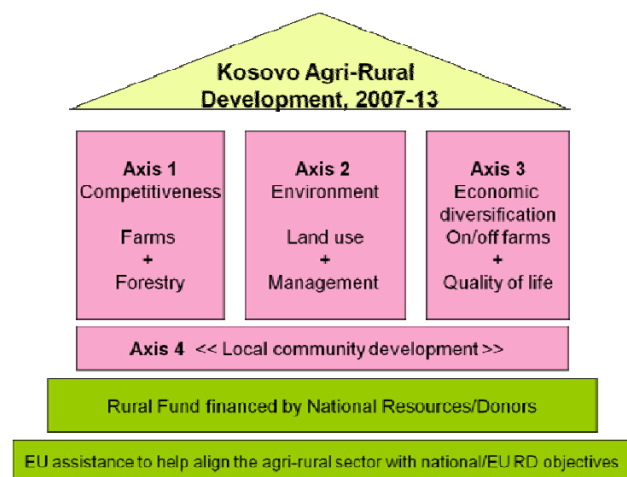 Kosovo Agri-Rural
Development, 2007-13
Axis 1
Competitiveness
Farms
+
Forestry
Axis 2
Environment
Land use
+
Management
Axis 3
Economic
diversification
On/off farms
+
Quality of life
Axis 4 << Local community development >>
Rural Fund financed by National Resources/Donors
EU assistance to help align the agri-rural sector with national/EU RD objectives